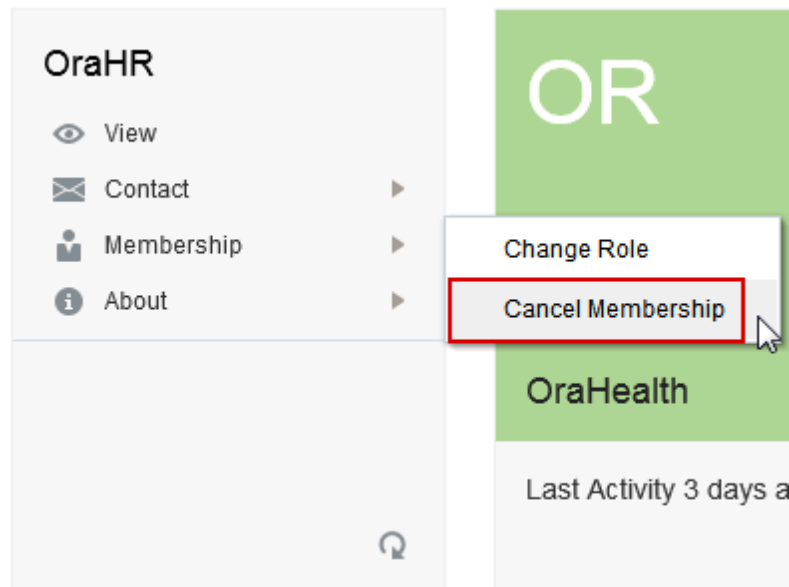 OraHR
View
Contact
Membership
About
Change Role
Cancel Membership
OR
OraHealth
Last Activity 3 days a